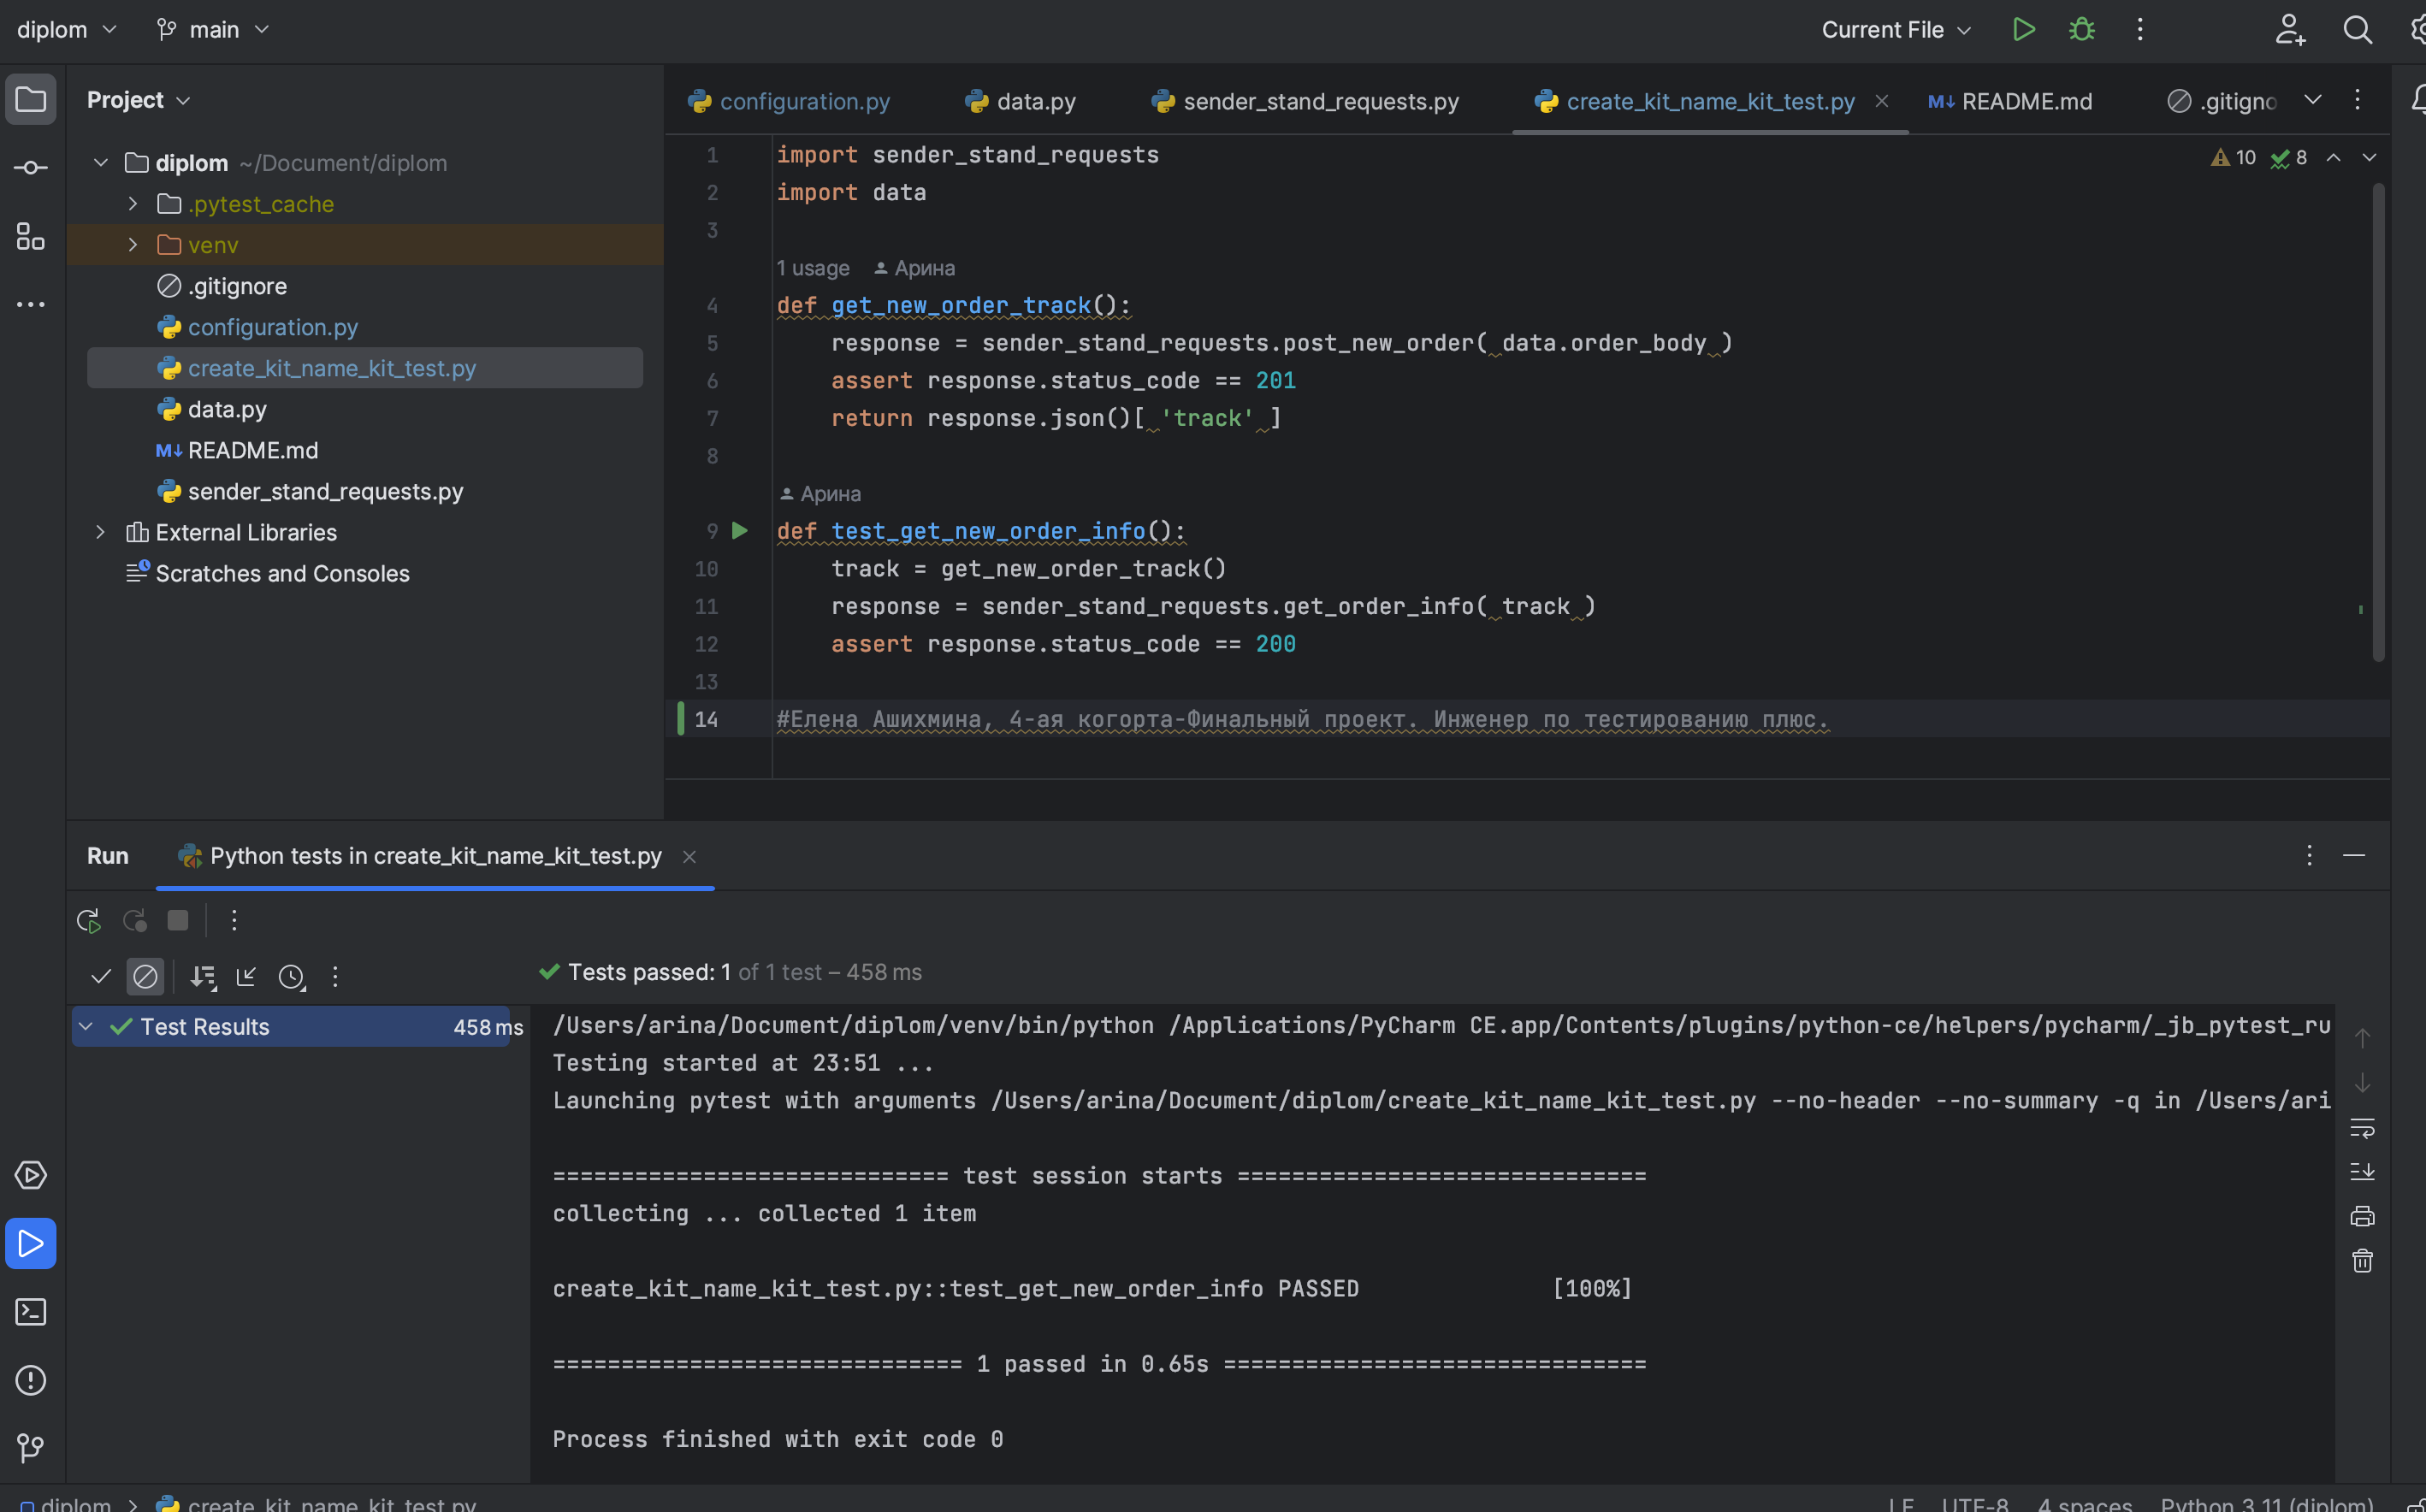 diplom main Current File
Project
diplom ~/Document/diplom
.pytest_cache
venv
.gitignore
configuration.py
create_kit_name_kit_test.py
data.py
M↓ README.md
sender_stand_requests.py
External Libraries
Scratches and Consoles
configuration.py data.py sender_stand_requests.py create_kit_name_kit_test.py M↓ README.md .gitigno
10 8
1 import sender_stand_requests
2 import data
3
1 usage Арина
4 def get_new_order_track():
5 response = sender_stand_requests.post_new_order( data.order_body )
6 assert response.status_code == 201
7 return response.json()[ 'track' ]
8
Арина
9 def test_get_new_order_info():
10 track = get_new_order_track()
11 response = sender_stand_requests.get_order_info( track )
12 assert response.status_code == 200
13
14 #Елена Ашихмина, 4-ая когорта-Финальный проект. Инженер по тестированию плюс.
Run Python tests in create_kit_name_kit_test.py
Tests passed: 1 of 1 test – 458 ms
Test Results 458 ms
/Users/arina/Document/diplom/venv/bin/python /Applications/PyCharm CE.app/Contents/plugins/python-ce/helpers/pycharm/_jb_pytest_ru
Testing started at 23:51 ...
Launching pytest with arguments /Users/arina/Document/diplom/create_kit_name_kit_test.py --no-header --no-summary -q in /Users/ari
============================= test session starts ==============================
collecting ... collected 1 item
create_kit_name_kit_test.py::test_get_new_order_info PASSED [100%]
============================== 1 passed in 0.65s ===============================
Process finished with exit code 0
diplom > create_kit_name_kit_test.py LF UTF-8 4 spaces Python 3.11 (diplom)